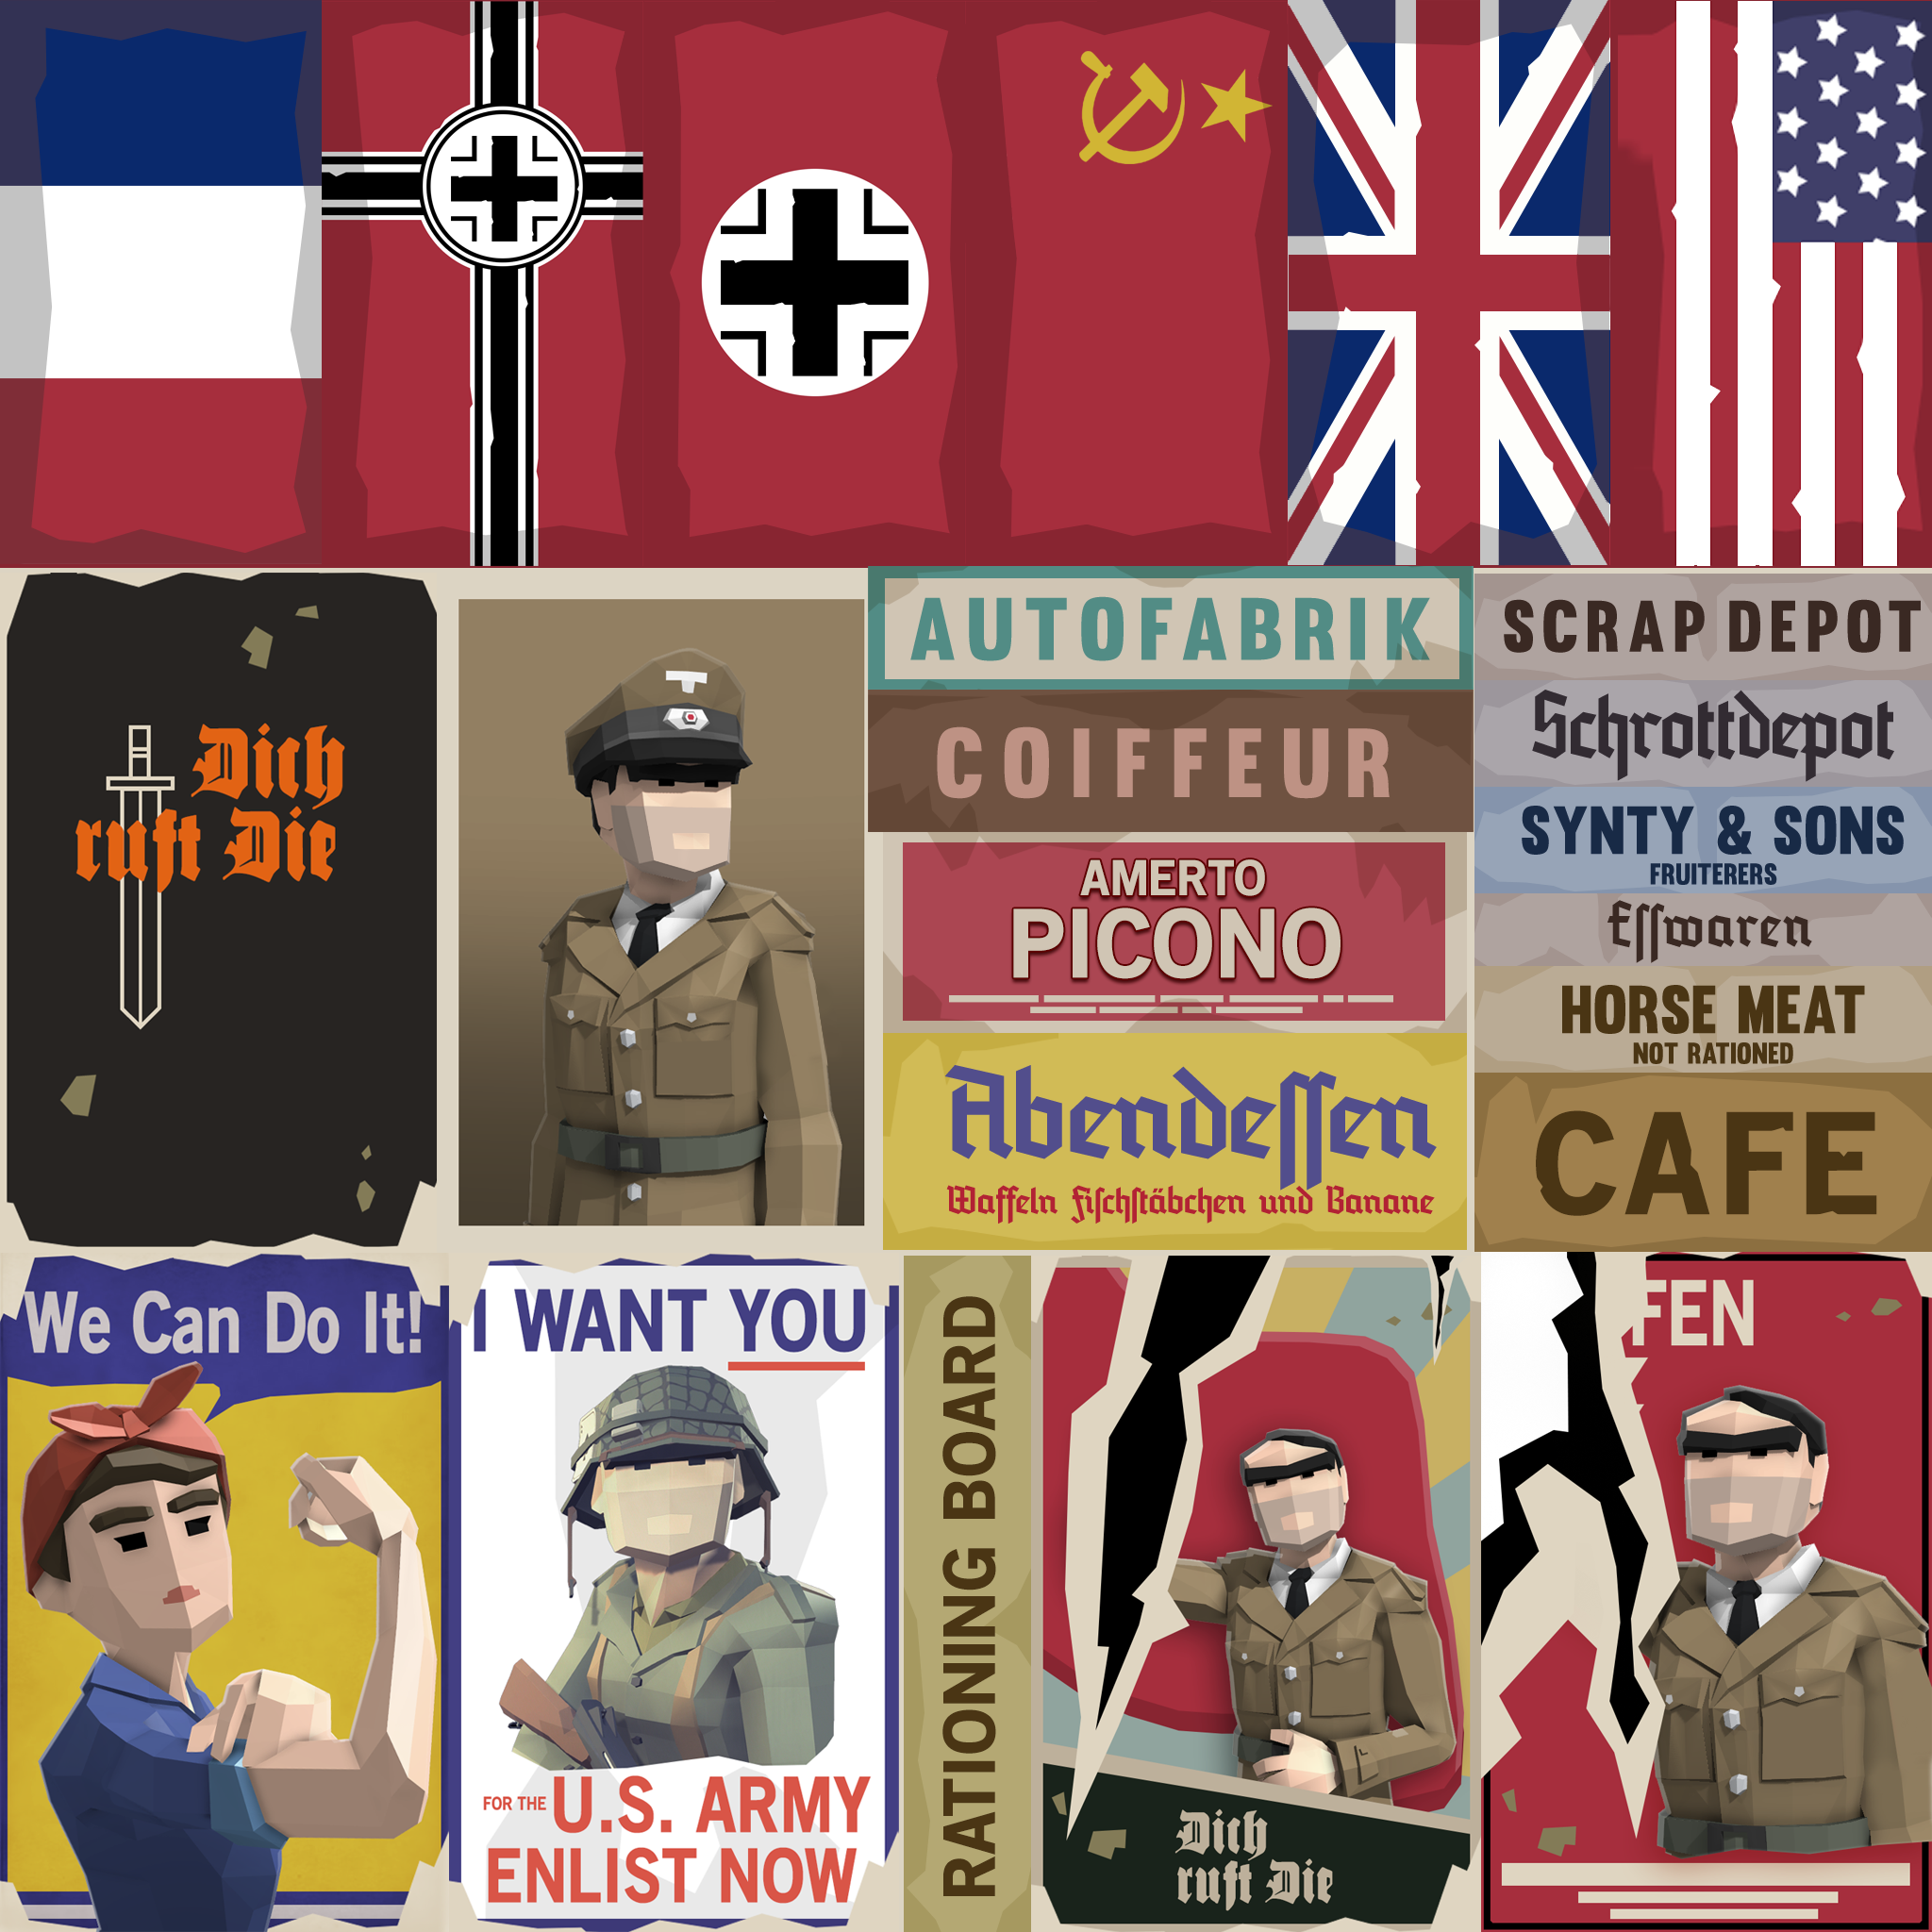 Dich
ruft Die
AUTOFABRIK
COIFFEUR
AMERTO
PICONO
Abendeſſen
Waffeln Fiſchſtäbchen und Banane
SCRAP DEPOT
Schrottdepot
SYNTY & SONS
FRUITERERS
Eſſwaren
HORSE MEAT
NOT RATIONED
CAFE
We Can Do It!
I WANT YOU
FOR THE U.S. ARMY
ENLIST NOW
RATIONING BOARD
Dich
ruft Die
FEN